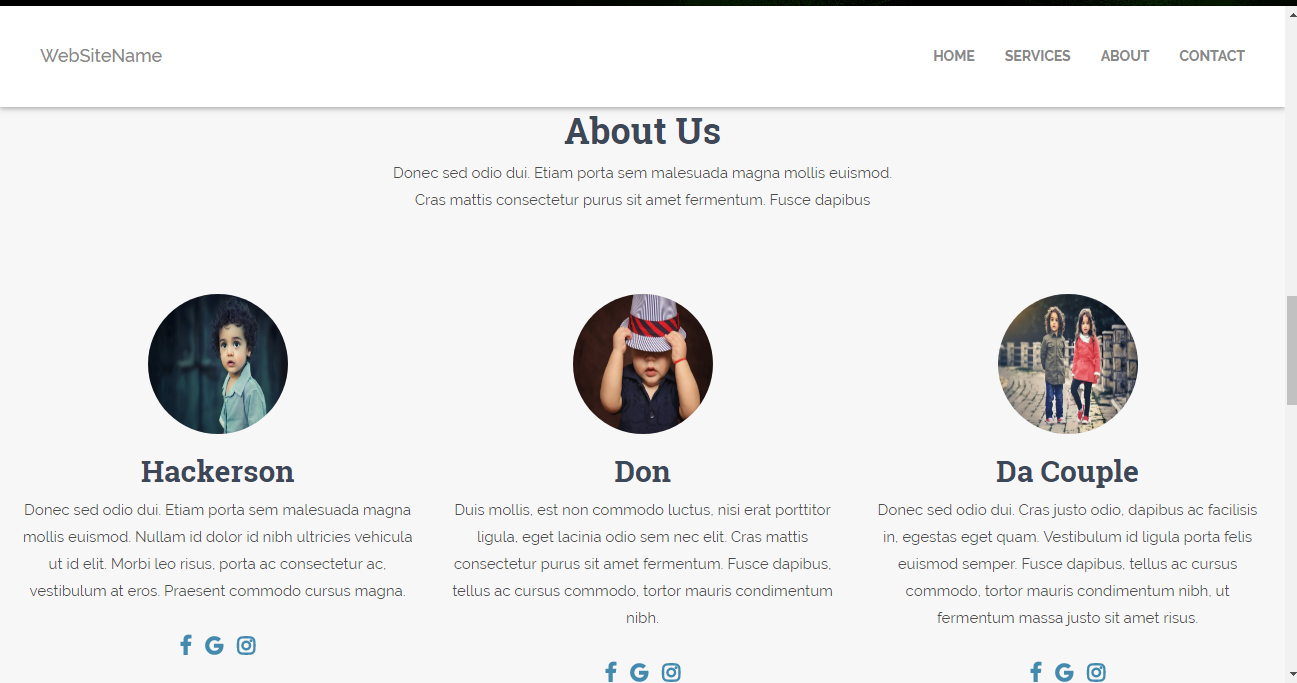 WebSiteName
HOME SERVICES ABOUT CONTACT
About Us
Donec sed odio dui. Etiam porta sem malesuada magna mollis euismod.
Cras mattis consectetur purus sit amet fermentum. Fusce dapibus
Hackerson
Donec sed odio dui. Etiam porta sem malesuada magna
mollis euismod. Nullam id dolor id nibh ultricies vehicula
ut id elit. Morbi leo risus, porta ac consectetur ac,
vestibulum at eros. Praesent commodo cursus magna.
Don
Duis mollis, est non commodo luctus, nisi erat porttitor
ligula, eget lacinia odio sem nec elit. Cras mattis
consectetur purus sit amet fermentum. Fusce dapibus,
tellus ac cursus commodo, tortor mauris condimentum
nibh.
Da Couple
Donec sed odio dui. Cras justo odio, dapibus ac facilisis
in, egestas eget quam. Vestibulum id ligula porta felis
euismod semper. Fusce dapibus, tellus ac cursus
commodo, tortor mauris condimentum nibh, ut
fermentum massa justo sit amet risus.